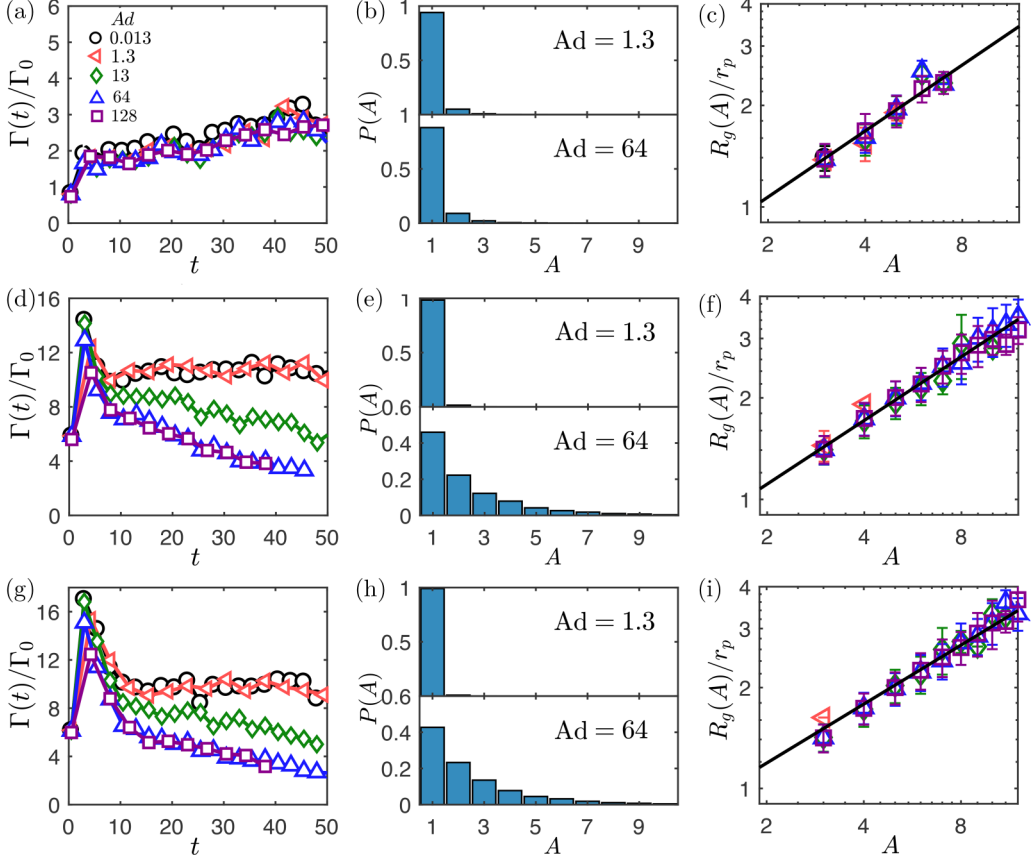 (a)
Γ(t)/Γ0
6
5
4
3
2
1
0
Ad
0.013
1.3
13
64
128
0 10 20 30 40 50
t
(b)
P(A)
1
0.5
1
0.5
0
Ad = 1.3
Ad = 64
1 3 5 7 9
A
(c)
Rg(A)/rp
4
3
2
1
2 4 8
A
(d)
Γ(t)/Γ0
16
12
8
4
0
0 10 20 30 40 50
t
(e)
P(A)
1
0.5
0.6
0.4
0.2
0
Ad = 1.3
Ad = 64
1 3 5 7 9
A
(f)
Rg(A)/rp
4
3
2
1
2 4 8
A
(g)
Γ(t)/Γ0
16
12
8
4
0
0 10 20 30 40 50
t
(h)
P(A)
1
0.5
0.6
0.4
0.2
0
Ad = 1.3
Ad = 64
1 3 5 7 9
A
(i)
Rg(A)/rp
4
3
2
1
2 4 8
A